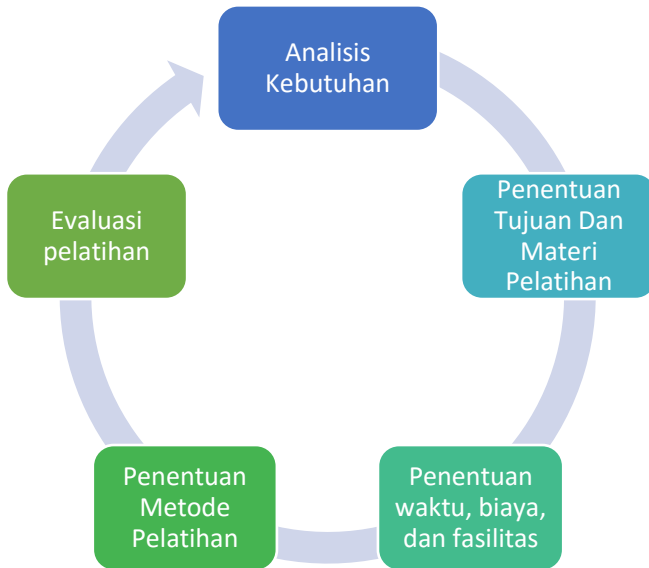 Analisis
Kebutuhan
Penentuan
Tujuan Dan
Materi
Pelatihan
Penentuan
waktu, biaya,
dan fasilitas
Penentuan
Metode
Pelatihan
Evaluasi
pelatihan